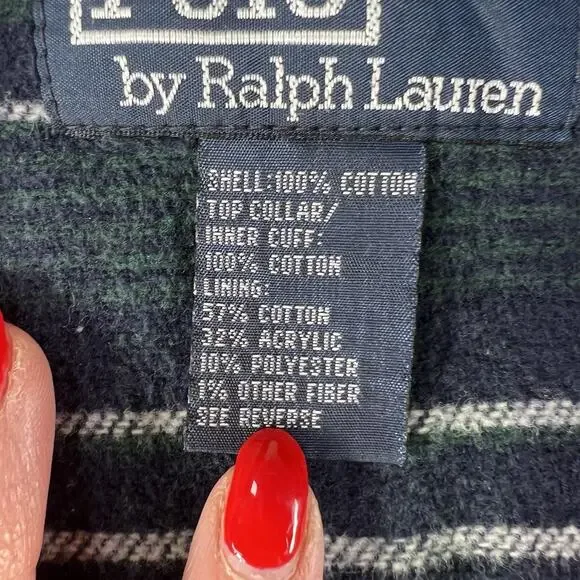 Polo
by Ralph Lauren
SHELL:100% COTTON
TOP COLLAR/
INNER CUFF:
100% COTTON
LINING:
57% COTTON
32% ACRYLIC
10% POLYESTER
1% OTHER FIBER
SEE REVERSE